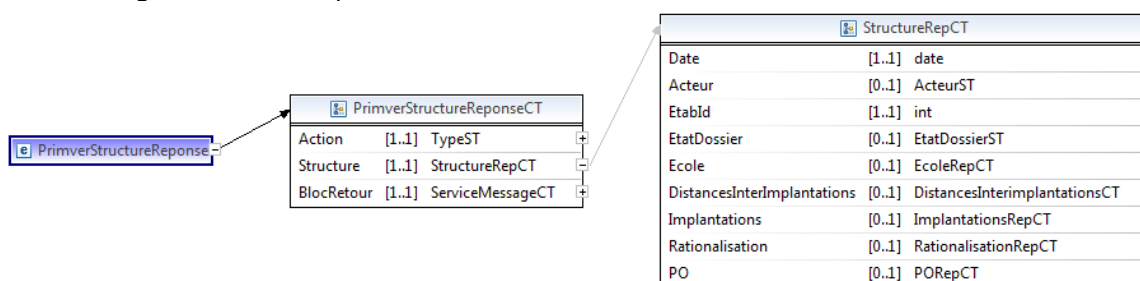 PrimverStructureReponse
PrimverStructureReponseCT
Action [1..1] TypeST
Structure [1..1] StructureRepCT
BlocRetour [1..1] ServiceMessageCT
StructureRepCT
Date [1..1] date
Acteur [0..1] ActeurST
EtabId [1..1] int
EtatDossier [0..1] EtatDossierST
Ecole [0..1] EcoleRepCT
DistancesInterImplantations [0..1] DistancesInterimplantationsCT
Implantations [0..1] ImplantationsRepCT
Rationalisation [0..1] RationalisationRepCT
PO [0..1] PORepCT